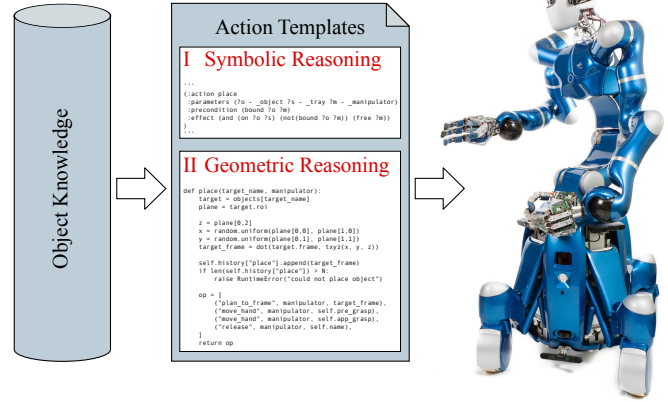 Object Knowledge
Action Templates
I Symbolic Reasoning
'''
(:action place
:parameters (?o - _object ?s - _tray ?m - _manipulator)
:precondition (bound ?o ?m)
:effect (and (on ?o ?s) (not(bound ?o ?m)) (free ?m))
)
'''
II Geometric Reasoning
def place(target_name, manipulator):
target = objects[target_name]
plane = target.roi
z = plane[0,2]
x = random.uniform(plane[0,0], plane[1,0])
y = random.uniform(plane[0,1], plane[1,1])
target_frame = dot(target.frame, txyz(x, y, z))
self.history["place"].append(target_frame)
if len(self.history["place"]) > N:
raise RuntimeError("could not place object")
op = [
("plan_to_frame", manipulator, target_frame),
("move_hand", manipulator, self.pre_grasp),
("move_hand", manipulator, self.app_grasp),
("release", manipulator, self.name),
]
return op